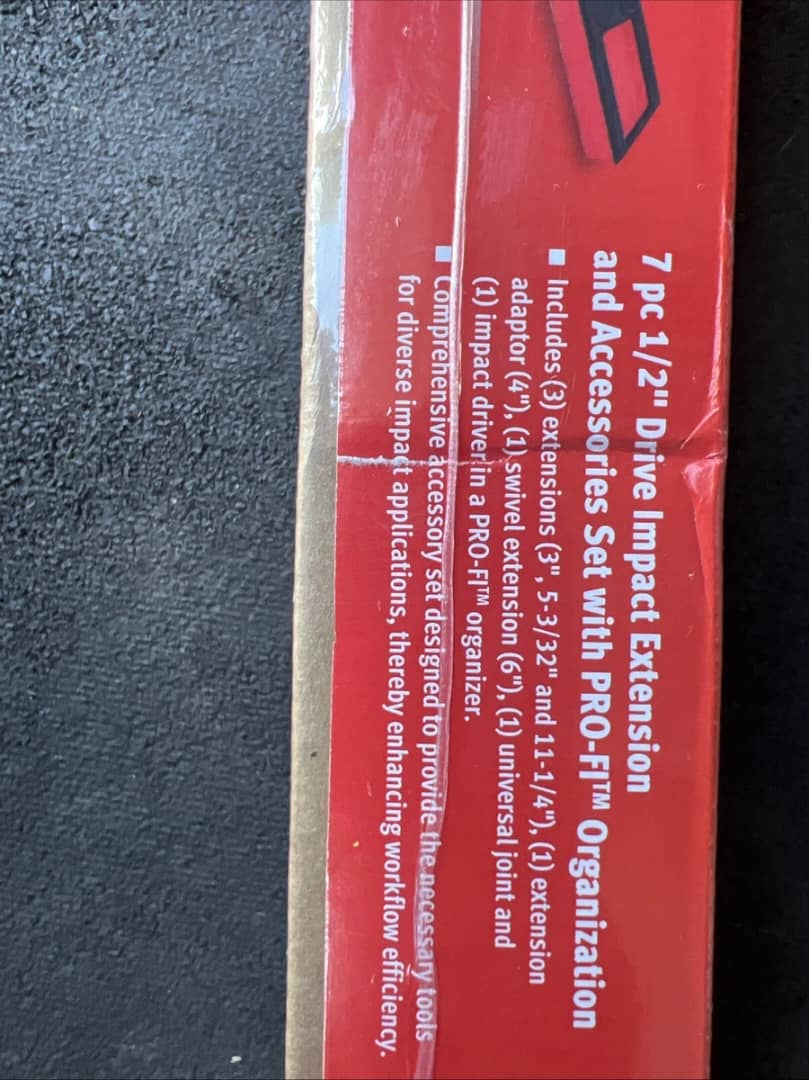 7 pc 1/2" Drive Impact Extension
and Accessories Set with PRO-FI™ Organization
■ Includes (3) extensions (3", 5-3/32" and 11-1/4"), (1) extension
adaptor (4"), (1) swivel extension (6"), (1) universal joint and
(1) impact driver in a PRO-FI™ organizer.
■ Comprehensive accessory set designed to provide the necessary tools
for diverse impact applications, thereby enhancing workflow efficiency.